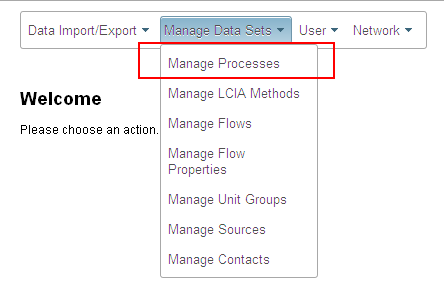 Data Import/Export Manage Data Sets User Network
Manage Processes
Manage LCIA Methods
Manage Flows
Manage Flow
Properties
Manage Unit Groups
Manage Sources
Manage Contacts
Welcome
Please choose an action.